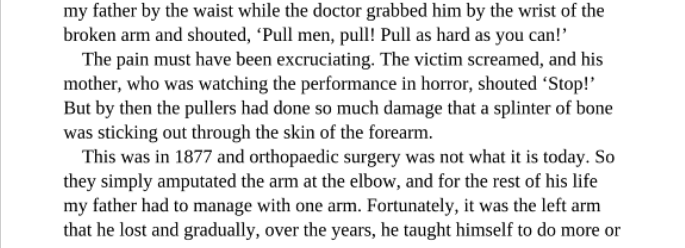 my father by the waist while the doctor grabbed him by the wrist of the
broken arm and shouted, ‘Pull men, pull! Pull as hard as you can!’
The pain must have been excruciating. The victim screamed, and his
mother, who was watching the performance in horror, shouted ‘Stop!’
But by then the pullers had done so much damage that a splinter of bone
was sticking out through the skin of the forearm.
This was in 1877 and orthopaedic surgery was not what it is today. So
they simply amputated the arm at the elbow, and for the rest of his life
my father had to manage with one arm. Fortunately, it was the left arm
that he lost and gradually, over the years, he taught himself to do more or